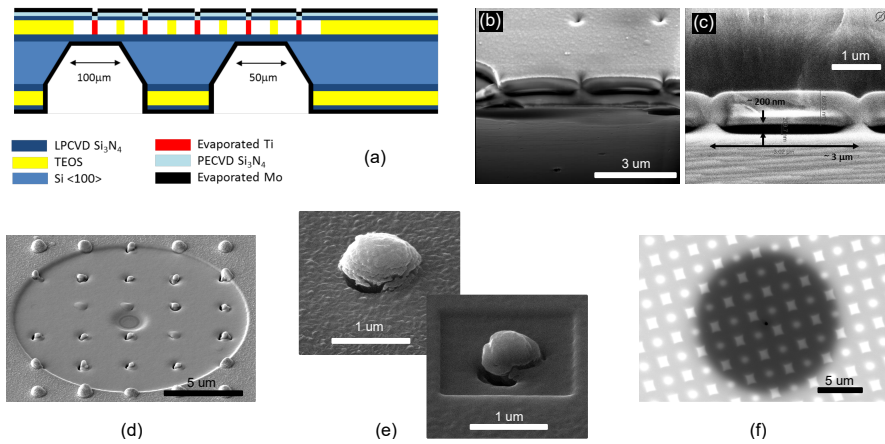 100μm
50μm
LPCVD Si₃N₄
TEOS
Si <100>
Evaporated Ti
PECVD Si₃N₄
Evaporated Mo
(a)
(b)
3 μm
(c)
1 um
~ 200 nm
~ 3 μm
5 um
(d)
1 um
1 um
(e)
5 um
(f)